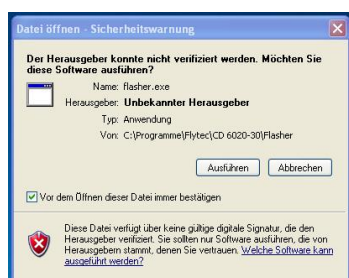 Datei öffnen - Sicherheitswarnung
Der Herausgeber konnte nicht verifiziert werden. Möchten Sie
diese Software ausführen?
Name: flasher.exe
Herausgeber: Unbekannter Herausgeber
Typ: Anwendung
Von: C:\Programme\Flytec\CD 6020-30\Flasher
Ausführen Abbrechen
Vor dem Öffnen dieser Datei immer bestätigen
Diese Datei verfügt über keine gültige digitale Signatur, die den
Herausgeber verifiziert. Sie sollten nur Software ausführen, die von
Herausgebern stammt, denen Sie vertrauen. Welche Software kann
ausgeführt werden?